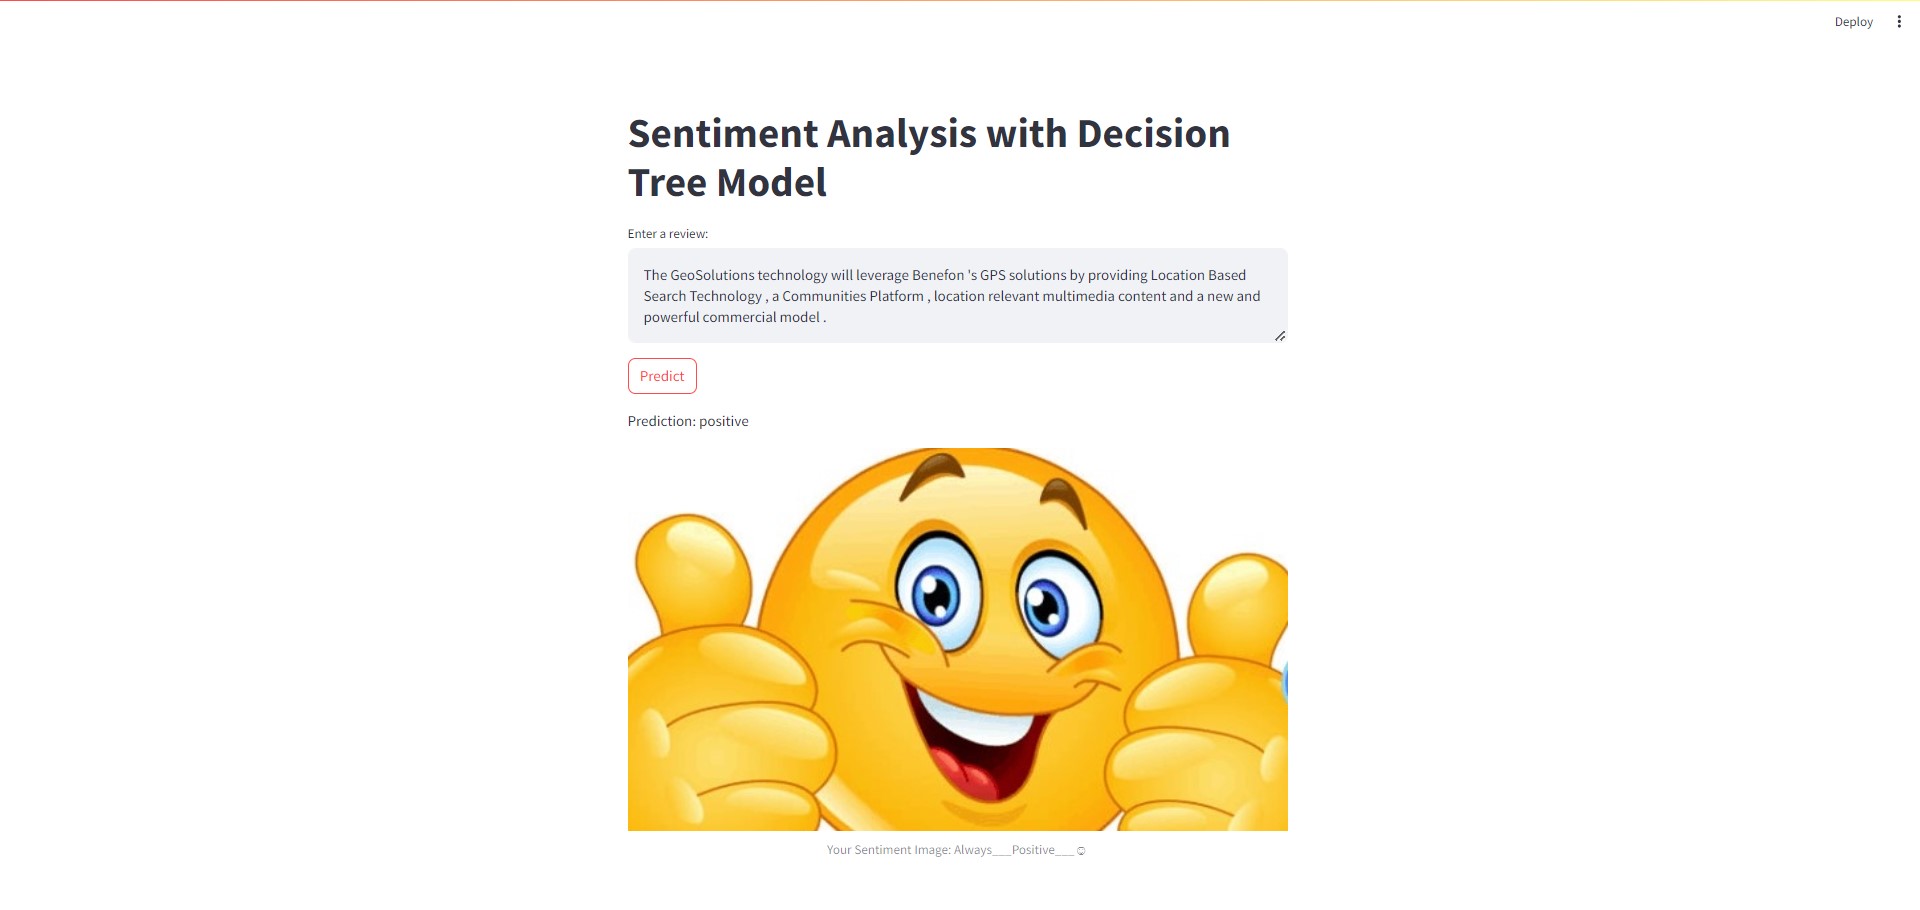 Deploy
Sentiment Analysis with Decision
Tree Model
Enter a review:
The GeoSolutions technology will leverage Benefon 's GPS solutions by providing Location Based
Search Technology , a Communities Platform , location relevant multimedia content and a new and
powerful commercial model .
Predict
Prediction: positive
Your Sentiment Image: Always___Positive___☺